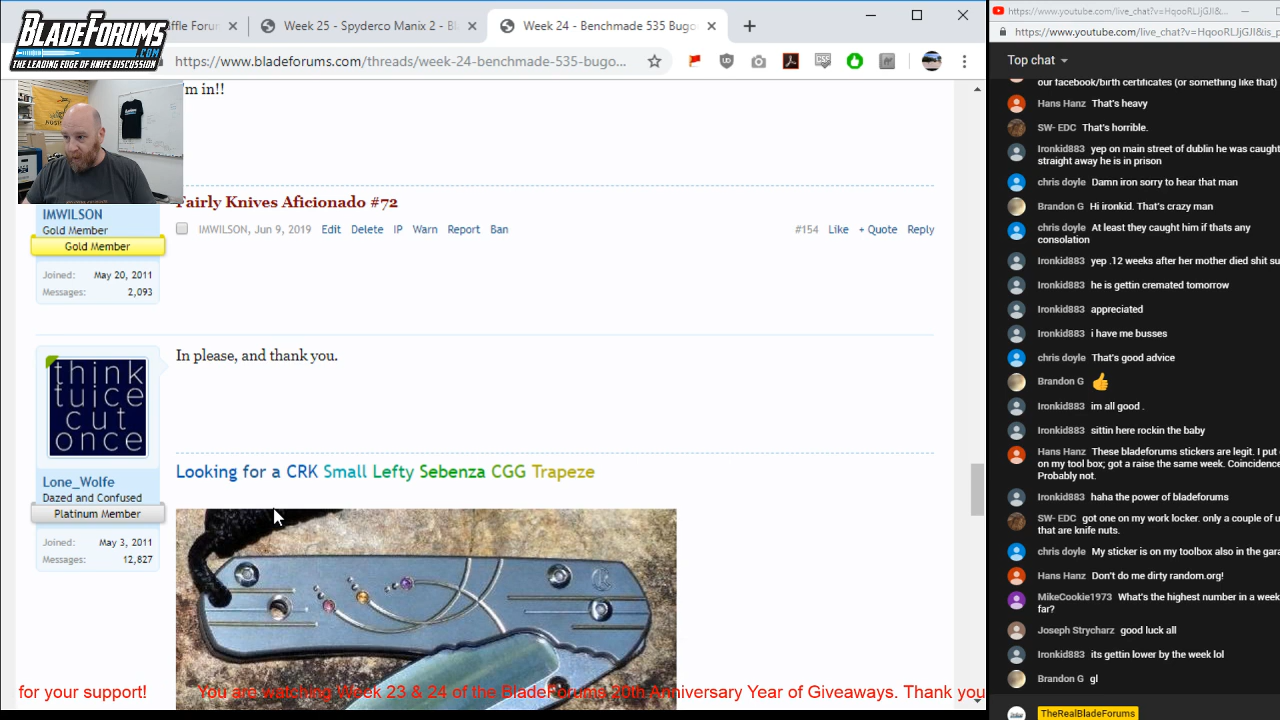 BLADEFORUMS
.COM
THE LEADING EDGE OF KNIFE DISCUSSION
ffle Forur
Week 25 - Spyderco Manix 2 - Bl
Week 24 - Benchmade 535 Bugo
https://www.bladeforums.com/threads/week-24-benchmade-535-bugo...
'm in!!
Fairly Knives Aficionado #72
IMWILSON
Gold Member
Gold Member
Joined: May 20, 2011
Messages: 2,093
IMWILSON, Jun 9, 2019 Edit Delete IP Warn Report Ban
#154 Like + Quote Reply
In please, and thank you.
think
tuice
cut
once
Looking for a CRK Small Lefty Sebenza CGG Trapeze
Lone_Wolfe
Dazed and Confused
Platinum Member
Joined: May 3, 2011
Messages: 12,827
for your support! You are watching Week 23 & 24 of the BladeForums 20th Anniversary Year of Giveaways. Thank you
https://www.youtube.com/live_chat?v=HqooRLJjGJI&is_p
Top chat
our facebook/birth certificates (or something like that)
Hans Hanz That's heavy
SW- EDC That's horrible.
Ironkid883 yep on main street of dublin he was caught
straight away he is in prison
chris doyle Damn iron sorry to hear that man
Brandon G Hi ironkid. That's crazy man
chris doyle At least they caught him if thats any
consolation
Ironkid883 yep .12 weeks after her mother died shit su
Ironkid883 he is gettin cremated tomorrow
Ironkid883 appreciated
Ironkid883 i have me busses
chris doyle That's good advice
Brandon G 👍
Ironkid883 im all good .
Ironkid883 sittin here rockin the baby
Hans Hanz These bladeforums stickers are legit. I put
on my tool box; got a raise the same week. Coincidence
Probably not.
Ironkid883 haha the power of bladeforums
SW- EDC got one on my work locker. only a couple of u
that are knife nuts.
chris doyle My sticker is on my toolbox also in the gara
Hans Hanz Don't do me dirty random.org!
MikeCookie1973 What's the highest number in a week
far?
Joseph Strycharz good luck all
Ironkid883 its gettin lower by the week lol
Brandon G gl
TheRealBladeForums